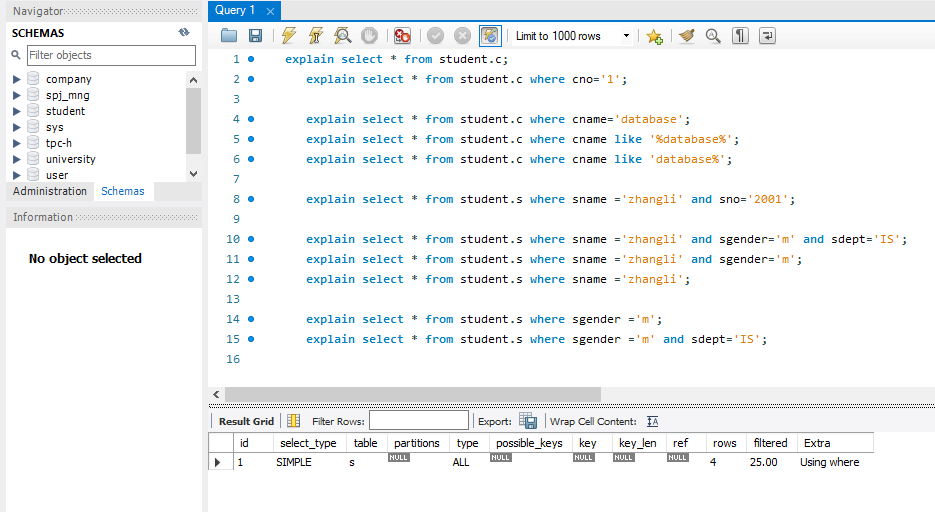 Navigator
SCHEMAS
Filter objects
company
spj_mng
student
sys
tpc-h
university
user
Administration Schemas
Information
No object selected
Query 1
Limit to 1000 rows
1 explain select * from student.c;
2 explain select * from student.c where cno='1';
3
4 explain select * from student.c where cname='database';
5 explain select * from student.c where cname like '%database%';
6 explain select * from student.c where cname like 'database%';
7
8 explain select * from student.s where sname ='zhangli' and sno='2001';
9
10 explain select * from student.s where sname ='zhangli' and sgender='m' and sdept='IS';
11 explain select * from student.s where sname ='zhangli' and sgender='m';
12 explain select * from student.s where sname ='zhangli';
13
14 explain select * from student.s where sgender ='m';
15 explain select * from student.s where sgender ='m' and sdept='IS';
16
Result Grid Filter Rows: Export: Wrap Cell Content: IA
id select_type table partitions type possible_keys key key_len ref rows filtered Extra
1 SIMPLE s NULL ALL NULL NULL NULL NULL 4 25.00 Using where